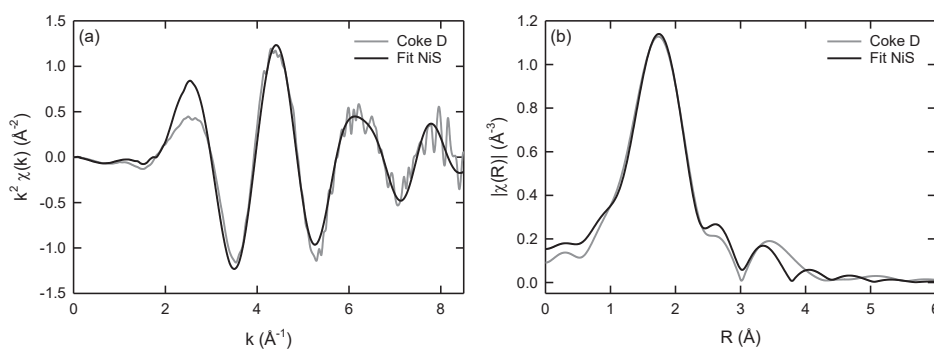 (a)
Coke D
Fit NiS
1.5
1.0
0.5
0.0
-0.5
-1.0
-1.5
k² χ(k) (Å⁻²)
0 2 4 6 8
k (Å⁻¹)
(b)
Coke D
Fit NiS
1.2
1.0
0.8
0.6
0.4
0.2
0.0
|χ(R)| (Å⁻³)
0 1 2 3 4 5 6
R (Å)